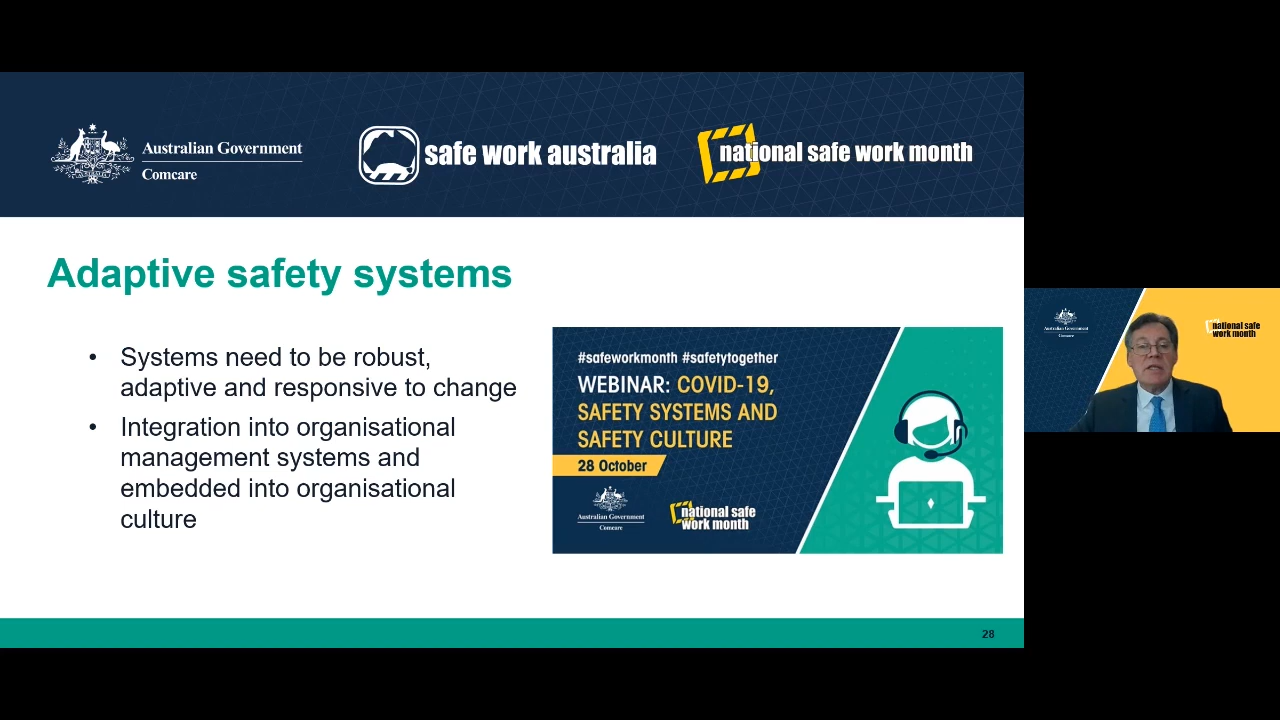 Australian Government
Comcare
safe work australia
national safe work month
Adaptive safety systems
• Systems need to be robust,
adaptive and responsive to change
• Integration into organisational
management systems and
embedded into organisational
culture
#safeworkmonth #safetytogether
WEBINAR: COVID-19,
SAFETY SYSTEMS AND
SAFETY CULTURE
28 October
Australian Government
Comcare
national safe
work month
28
Australian Government
Comcare
national safe
work month